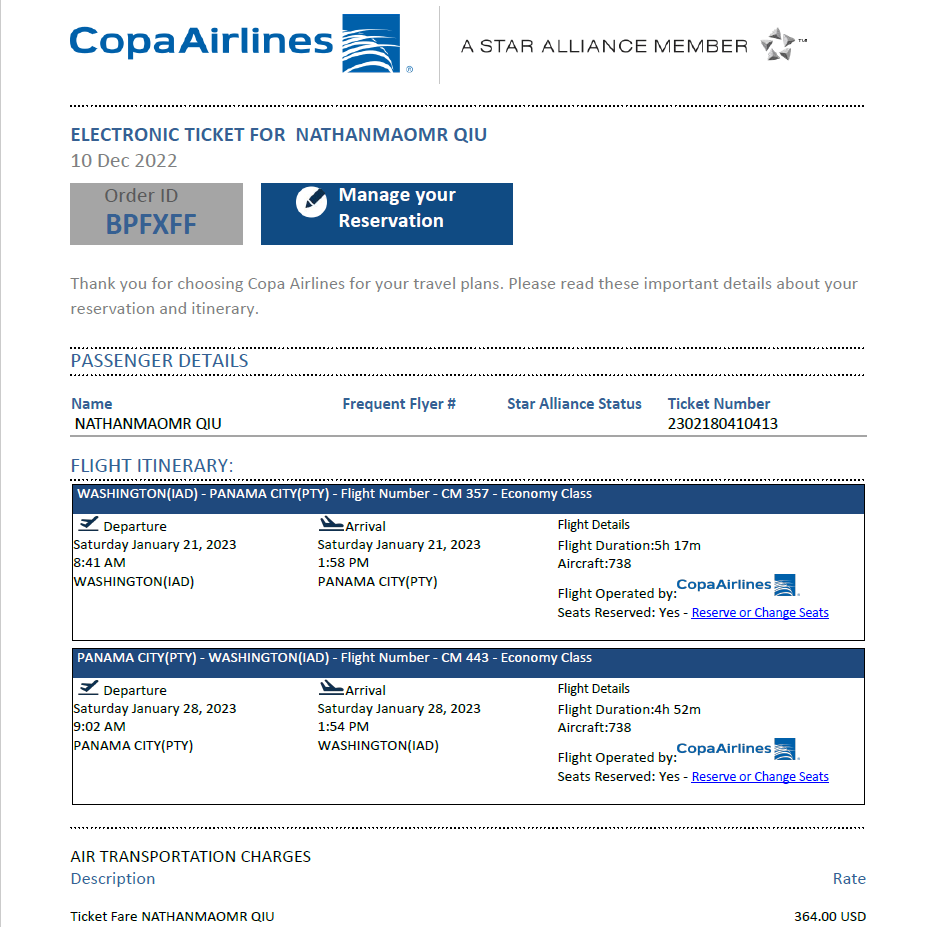 CopaAirlines ®
A STAR ALLIANCE MEMBER ™
ELECTRONIC TICKET FOR NATHANMAOMR QIU
10 Dec 2022
Order ID
BPFXFF
Manage your
Reservation
Thank you for choosing Copa Airlines for your travel plans. Please read these important details about your
reservation and itinerary.
PASSENGER DETAILS
Name Frequent Flyer # Star Alliance Status Ticket Number
NATHANMAOMR QIU 2302180410413
FLIGHT ITINERARY:
WASHINGTON(IAD) - PANAMA CITY(PTY) - Flight Number - CM 357 - Economy Class
Departure Arrival Flight Details
Saturday January 21, 2023 Saturday January 21, 2023 Flight Duration:5h 17m
8:41 AM 1:58 PM Aircraft:738
WASHINGTON(IAD) PANAMA CITY(PTY)
Flight Operated by: CopaAirlines
Seats Reserved: Yes - Reserve or Change Seats
PANAMA CITY(PTY) - WASHINGTON(IAD) - Flight Number - CM 443 - Economy Class
Departure Arrival Flight Details
Saturday January 28, 2023 Saturday January 28, 2023 Flight Duration:4h 52m
9:02 AM 1:54 PM Aircraft:738
PANAMA CITY(PTY) WASHINGTON(IAD)
Flight Operated by: CopaAirlines
Seats Reserved: Yes - Reserve or Change Seats
AIR TRANSPORTATION CHARGES
Description Rate
Ticket Fare NATHANMAOMR QIU 364.00 USD